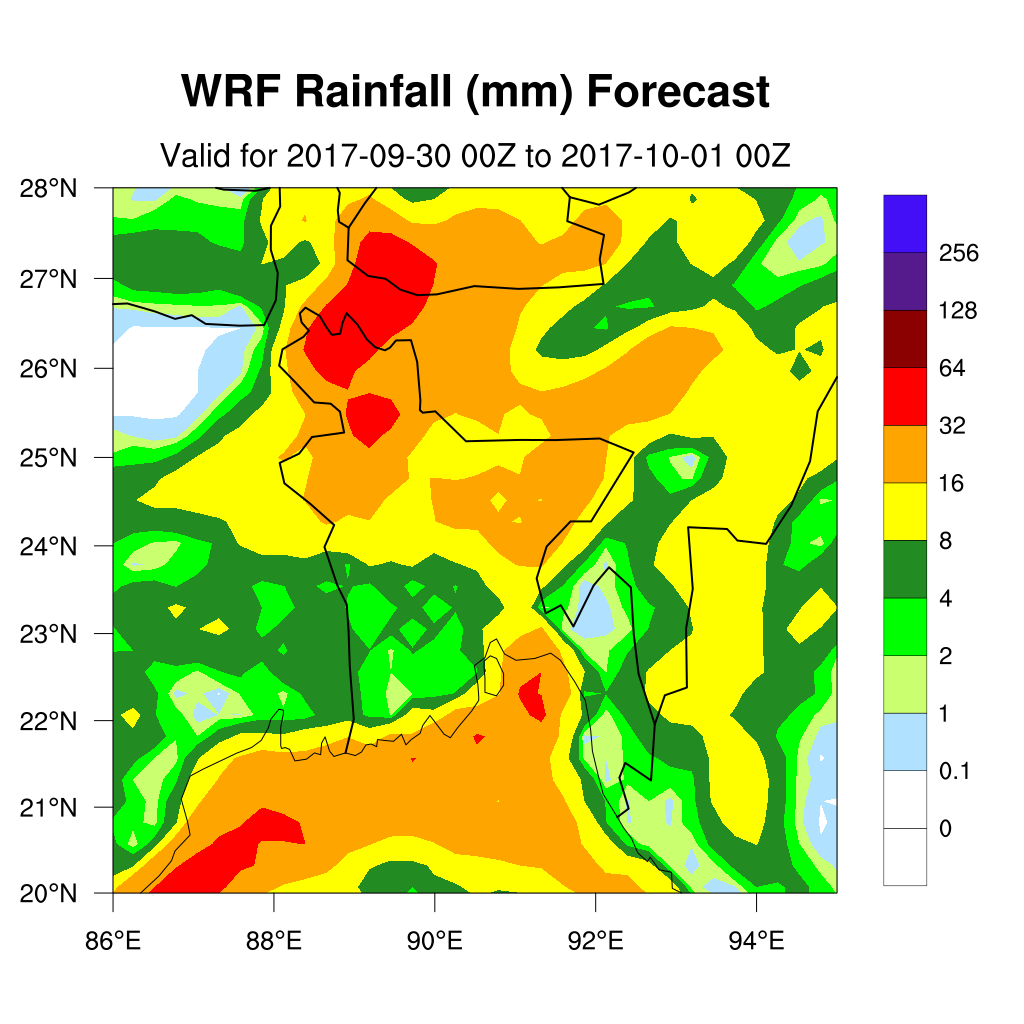 WRF Rainfall (mm) Forecast
Valid for 2017-09-30 00Z to 2017-10-01 00Z
28°N
27°N
26°N
25°N
24°N
23°N
22°N
21°N
20°N
86°E 88°E 90°E 92°E 94°E
256
128
64
32
16
8
4
2
1
0.1
0